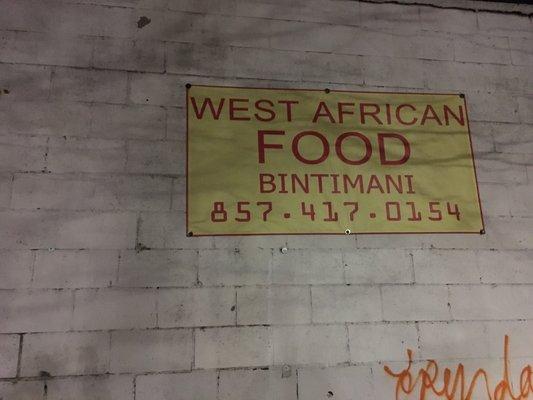 WEST AFRICAN
FOOD
BINTIMANI
857.417.0154